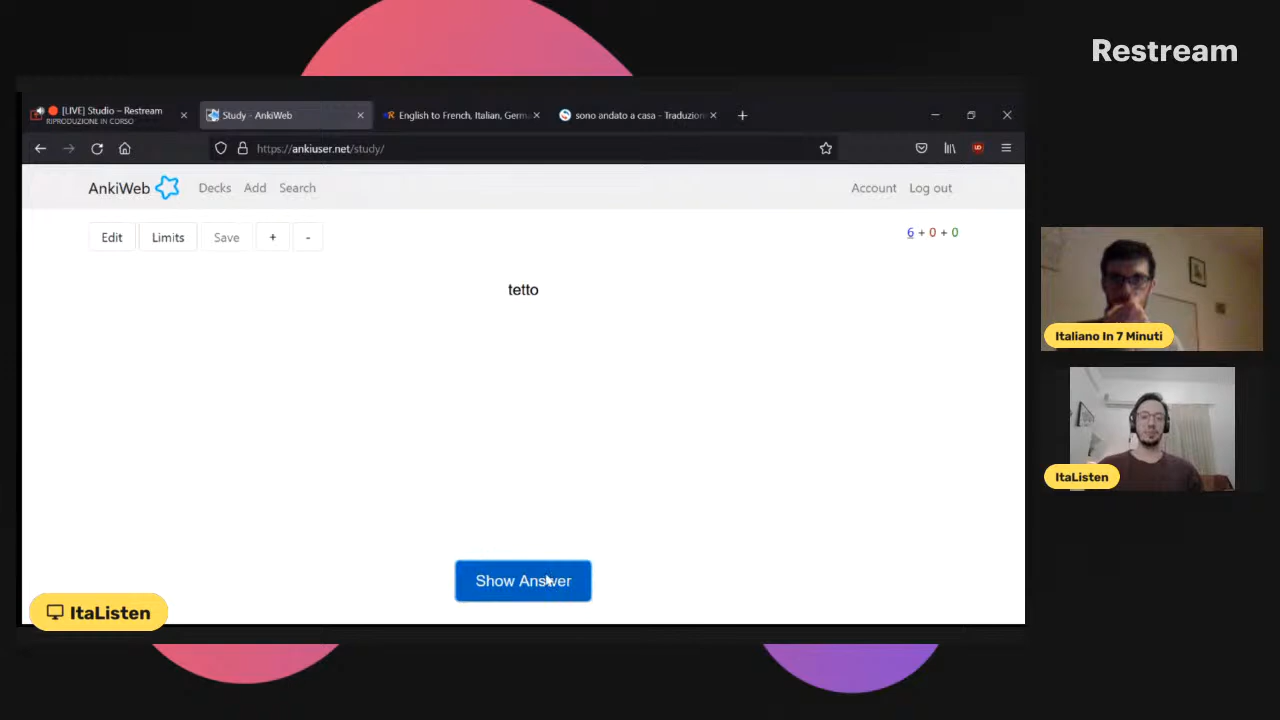 Restream
[LIVE] Studio – Restream
RIPRODUZIONE IN CORSO
Study - AnkiWeb
English to French, Italian, Germa
sono andato a casa - Traduzion
https://ankiuser.net/study/
AnkiWeb
Decks
Add
Search
Account
Log out
Edit
Limits
Save
+
-
6 + 0 + 0
tetto
Show Answer
Italiano In 7 Minuti
ItaListen
ItaListen